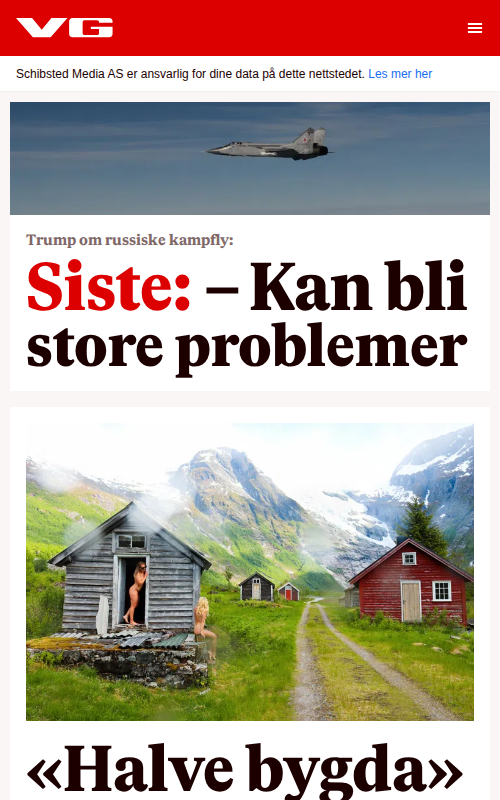 VG
Schibsted Media AS er ansvarlig for dine data på dette nettstedet. Les mer her
Trump om russiske kampfly:
Siste: – Kan bli
store problemer
«Halve bygda»